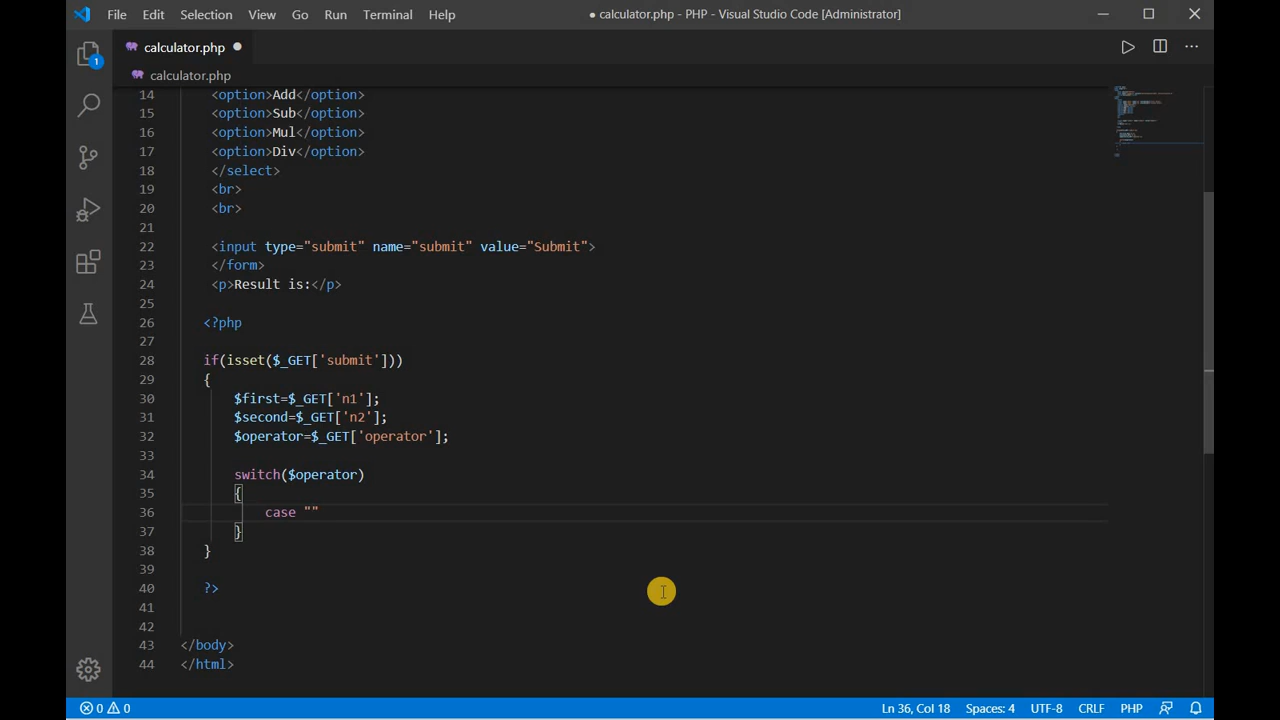 File Edit Selection View Go Run Terminal Help ● calculator.php - PHP - Visual Studio Code [Administrator]
calculator.php ●
calculator.php
1
14 <option>Add</option>
15 <option>Sub</option>
16 <option>Mul</option>
17 <option>Div</option>
18 </select>
19 <br>
20 <br>
21
22 <input type="submit" name="submit" value="Submit">
23 </form>
24 <p>Result is:</p>
25
26 <?php
27
28 if(isset($_GET['submit']))
29 {
30 $first=$_GET['n1'];
31 $second=$_GET['n2'];
32 $operator=$_GET['operator'];
33
34 switch($operator)
35 {
36 case ""
37 }
38 }
39
40 ?>
41
42
43 </body>
44 </html>
0 0 Ln 36, Col 18 Spaces: 4 UTF-8 CRLF PHP